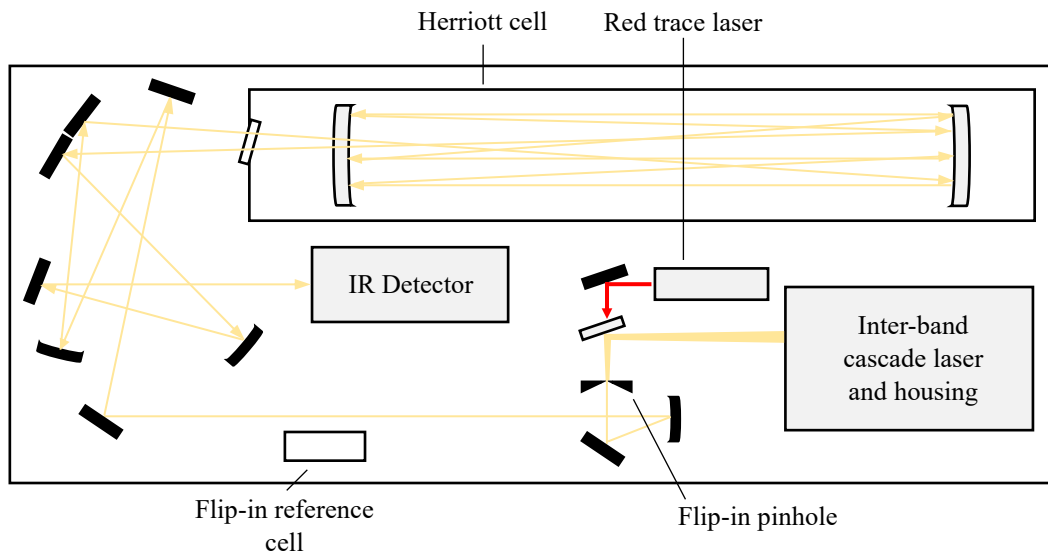 Herriott cell
Red trace laser
IR Detector
Inter-band
cascade laser
and housing
Flip-in reference
cell
Flip-in pinhole